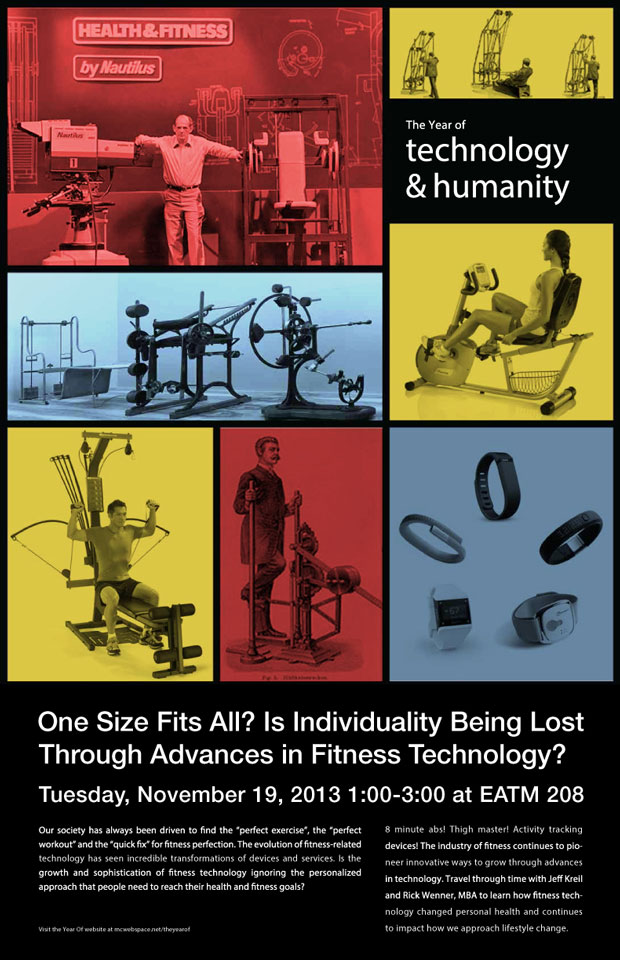 HEALTH & FITNESS
by Nautilus
Nautilus
1
The Year of
technology
& humanity
One Size Fits All? Is Individuality Being Lost
Through Advances in Fitness Technology?
Tuesday, November 19, 2013 1:00-3:00 at EATM 208
Our society has always been driven to find the “perfect exercise”, the “perfect
workout” and the “quick fix” for fitness perfection. The evolution of fitness-related
technology has seen incredible transformations of devices and services. Is the
growth and sophistication of fitness technology ignoring the personalized
approach that people need to reach their health and fitness goals?
Visit the Year Of website at mcwebspace.net/theyearof
8 minute abs! Thigh master! Activity tracking
devices! The industry of fitness continues to pio-
neer innovative ways to grow through advances
in technology. Travel through time with Jeff Kreil
and Rick Wenner, MBA to learn how fitness tech-
nology changed personal health and continues
to impact how we approach lifestyle change.